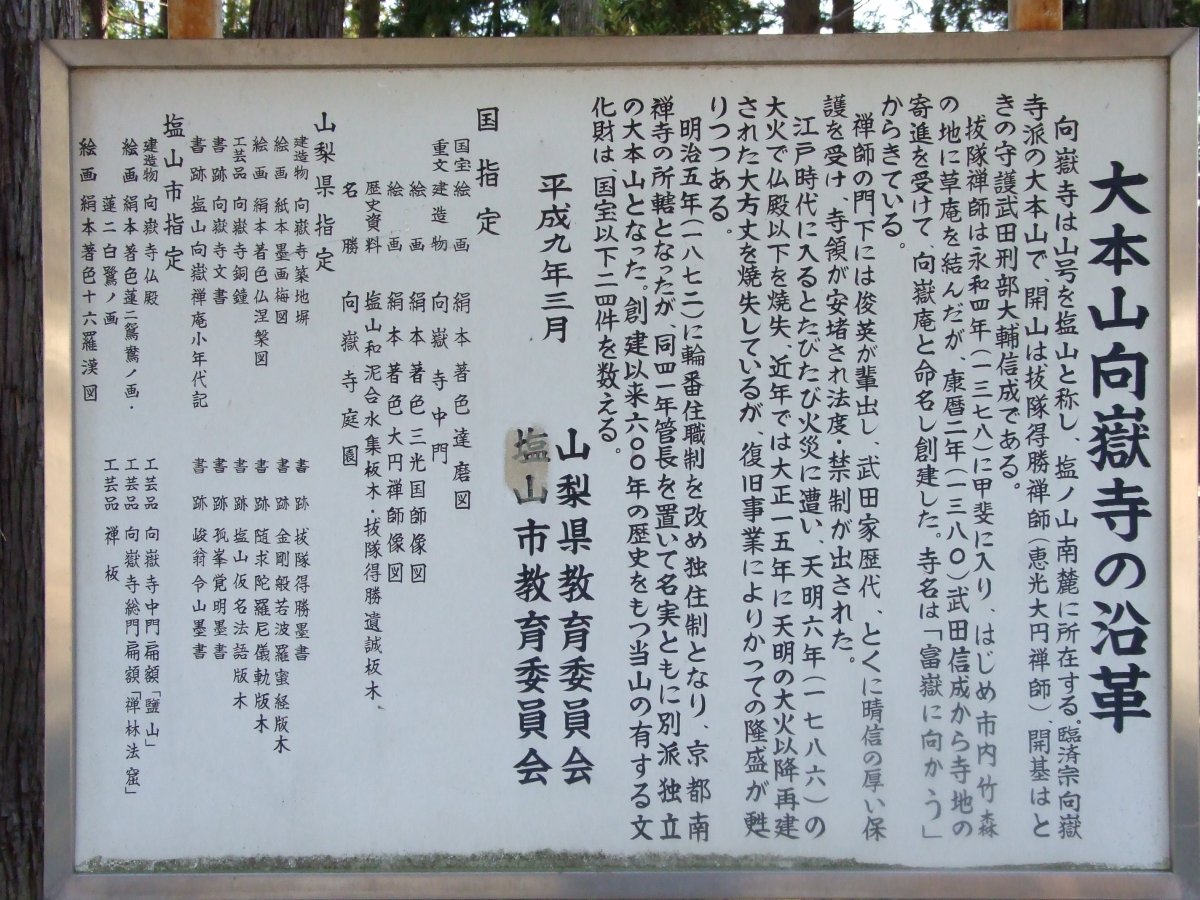 大本山向嶽寺の沿革
向嶽寺は山号を塩山と称し、塩ノ山南麓に所在する。臨済宗向嶽
寺派の大本山で、開山は抜隊得勝禅師(恵光大円禅師)、開基はと
きの守護武田刑部大輔信成である。
抜隊禅師は永和四年(一三七八)に甲斐に入り、はじめ市内竹森
の地に草庵を結んだが、康暦二年(一三八〇)武田信成から寺地の
寄進を受けて、向嶽庵と命名し創建した。寺名は「富嶽に向かう」
からきている。
禅師の門下には俊英が輩出し、武田家歴代、とくに晴信の厚い保
護を受け、寺領が安堵され法度・禁制が出された。
江戸時代に入るとたびたび火災に遭い、天明六年(一七八六)の
大火で仏殿以下を焼失、近年では大正一五年に天明の大火以降再建
された大方丈を焼失しているが、復旧事業によりかつての隆盛が甦
りつつある。
明治五年(一八七二)に輪番住職制を改め独住制となり、京都南
禅寺の所轄となったが、同四一年管長を置いて名実ともに別派独立
の大本山となった。創建以来六〇〇年の歴史をもつ当山の有する文
化財は、国宝以下二四件を数える。
平成九年三月
山梨県教育委員会
塩山市教育委員会
国指定
国宝 絵画 絹本著色達磨図
重文 建造物 向嶽寺中門
絵画 絹本著色三光国師像図
絵画 絹本著色大円禅師像図
歴史資料 塩山和泥合水集板木・抜隊得勝遺誡板木、
名勝 向嶽寺庭園
山梨県指定
建造物 向嶽寺築地塀
絵画 紙本墨画梅図
絵画 絹本著色仏涅槃図
工芸品 向嶽寺銅鐘
書跡 向嶽寺文書
書跡 塩山向嶽禅庵小年代記
書跡 抜隊得勝墨書
書跡 金剛般若波羅蜜経版木
書跡 随求陀羅尼儀軌版木
書跡 塩山仮名法語版木
書跡 孤峯覚明墨書
書跡 峻翁令山墨書
塩山市指定
建造物 向嶽寺仏殿
絵画 絹本著色蓮ニ鴛鴦ノ画・
蓮ニ白鷺ノ画
絵画 絹本著色十六羅漢図
工芸品 向嶽寺中門扁額「鹽山」
工芸品 向嶽寺総門扁額「禅林法窟」
工芸品 禅板